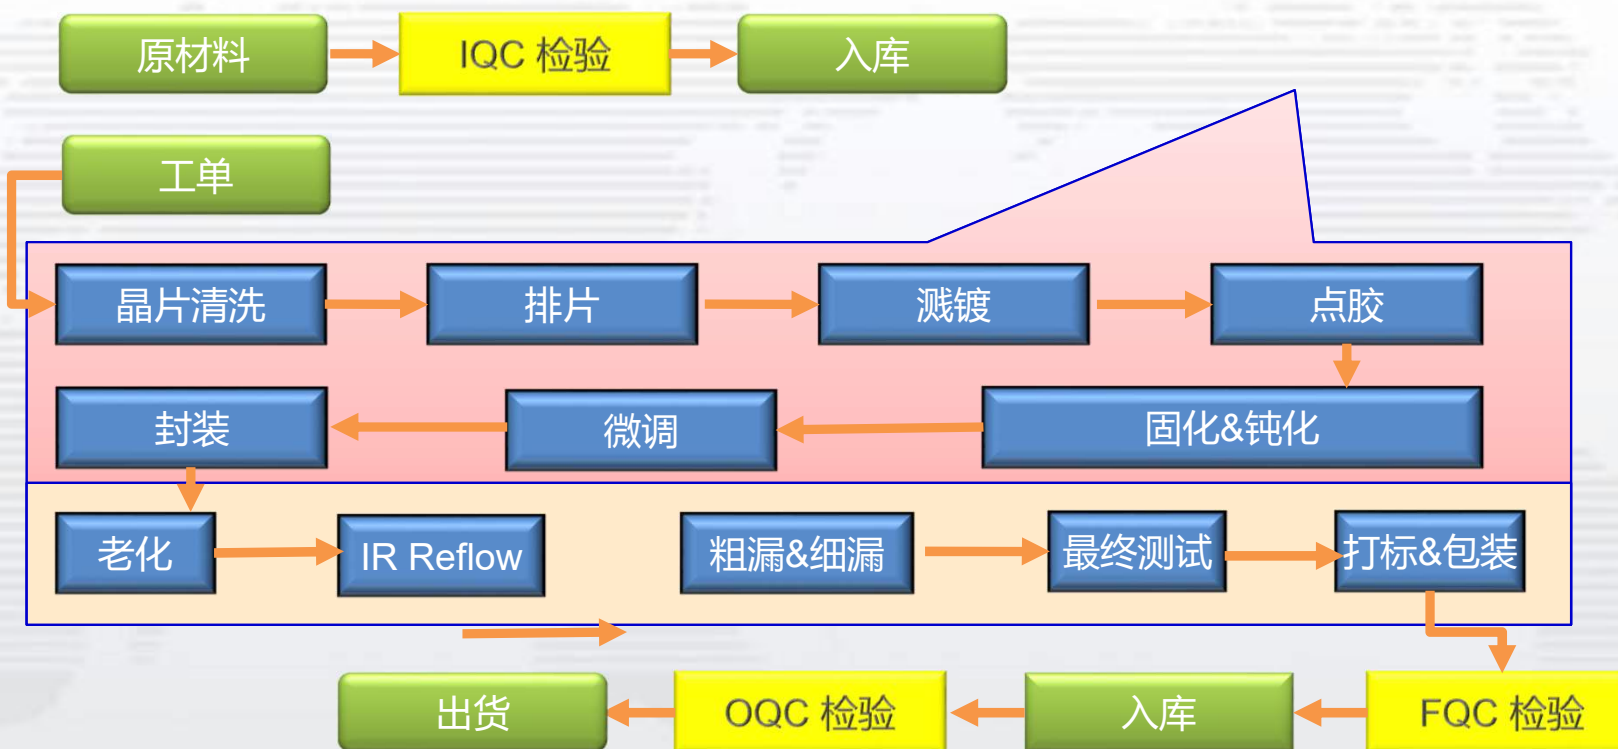 原材料
IQC 检验
入库
工单
晶片清洗
排片
溅镀
点胶
封装
微调
固化&钝化
老化
IR Reflow
粗漏&细漏
最终测试
打标&包装
出货
OQC 检验
入库
FQC 检验